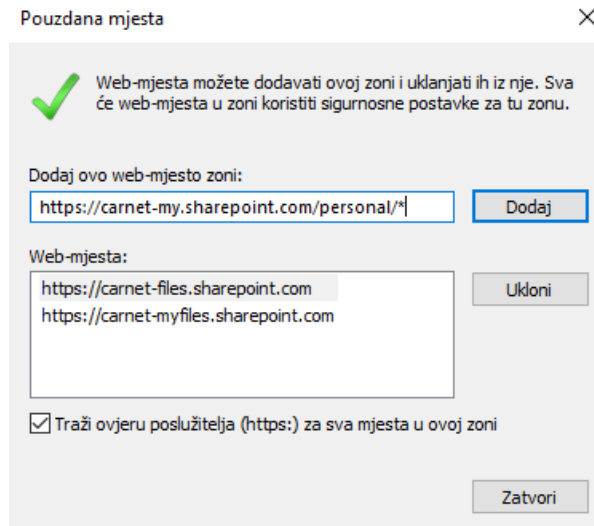 Pouzdana mjesta
Web-mjesta možete dodavati ovoj zoni i uklanjati ih iz nje. Sva
će web-mjesta u zoni koristiti sigurnosne postavke za tu zonu.
Dodaj ovo web-mjesto zoni:
https://carnet-my.sharepoint.com/personal/*
Dodaj
Web-mjesta:
https://carnet-files.sharepoint.com
https://carnet-myfiles.sharepoint.com
Ukloni
Traži ovjeru poslužitelja (https:) za sva mjesta u ovoj zoni
Zatvori